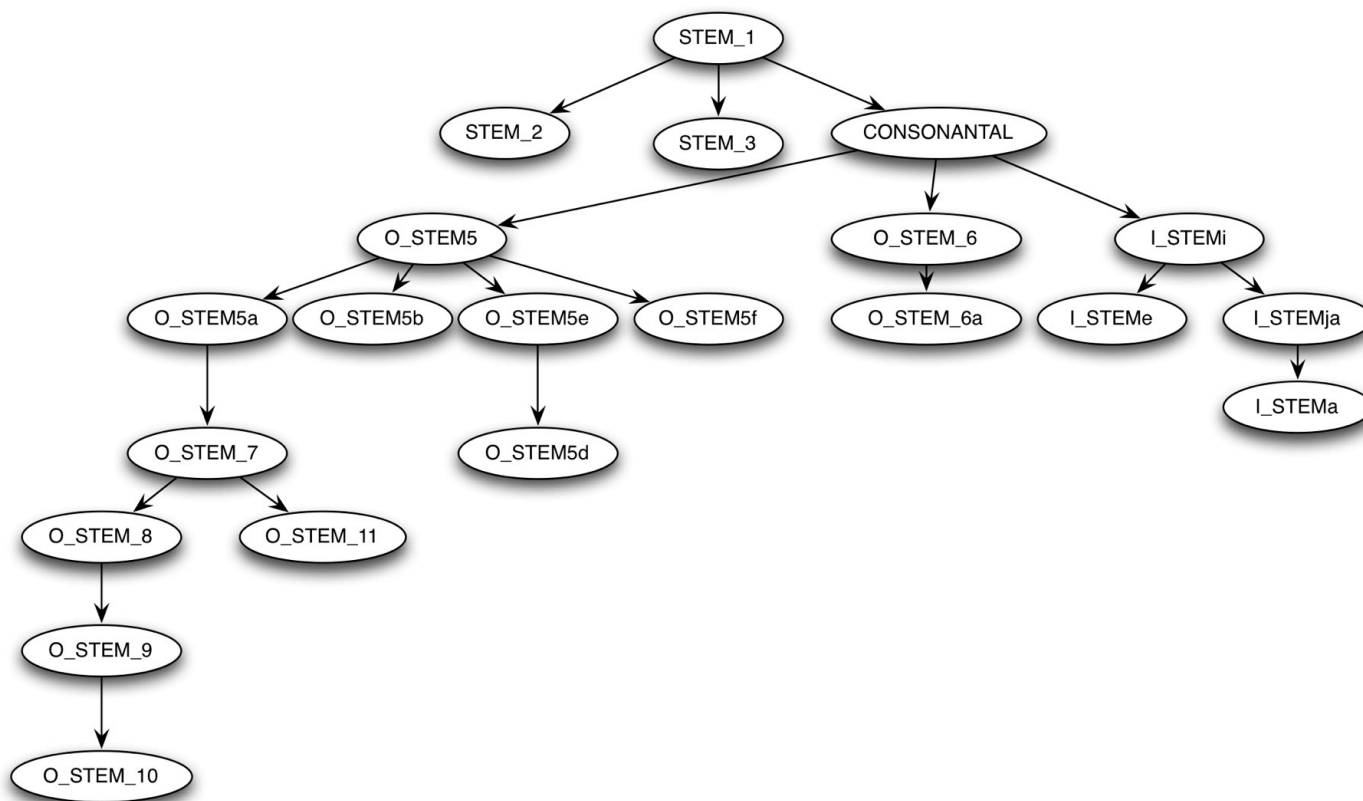 STEM_1
STEM_2
STEM_3
CONSONANTAL
O_STEM5
O_STEM_6
I_STEMi
O_STEM5a
O_STEM5b
O_STEM5e
O_STEM5f
O_STEM_6a
I_STEMe
I_STEMja
I_STEMa
O_STEM_7
O_STEM5d
O_STEM_8
O_STEM_11
O_STEM_9
O_STEM_10